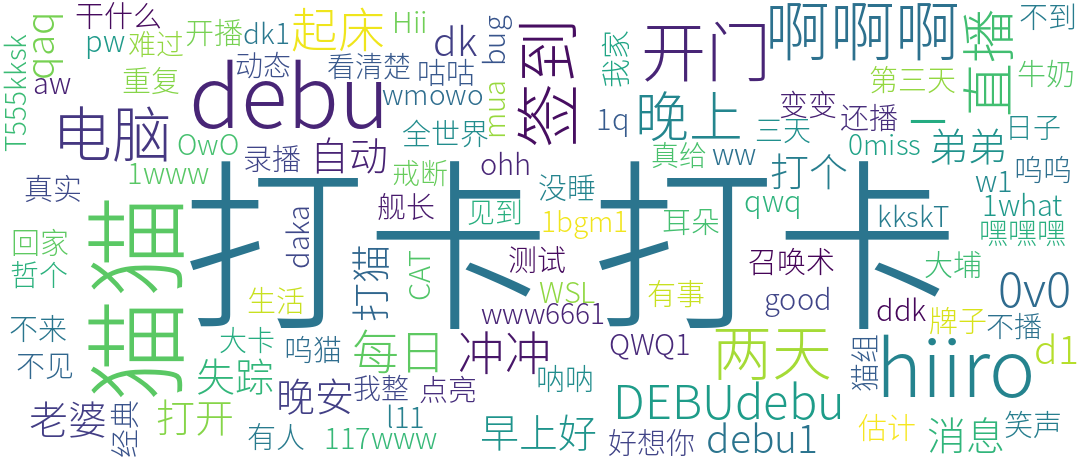 干什么
qaq
pw
难过
开播
dk1
Hii
bug
起床
dk
动态
看清楚
咕咕
T555kksk
aw
重复
debu
wmowo
mua
签到
我家
开门
啊啊啊
直播
不到
第三天
牛奶
电脑
OwO
录播
自动
全世界
1q
晚上
变变
还播
一
三天
日子
1www
戒断
ohh
没睡
真给
ww
打个
0miss
弟弟
呜呜
真实
猫猫
打卡打卡
daka
舰长
见到
1bgm1
耳朵
qwq
kkskT
w1
1what
嘿嘿嘿
回家
哲个
打猫
CAT
测试
召唤术
大埔
生活
WSL
有事
good
0v0
不来
大卡
www6661
ddk
牌子
不播
d1
不见
失踪
呜猫
每日
冲冲
QWQ1
两天
猫组
hiiro
老婆
经典
打开
晚安
我整
点亮
呐呐
DEBUdebu
l11
有人
117www
早上好
好想你
debu1
估计
消息
笑声